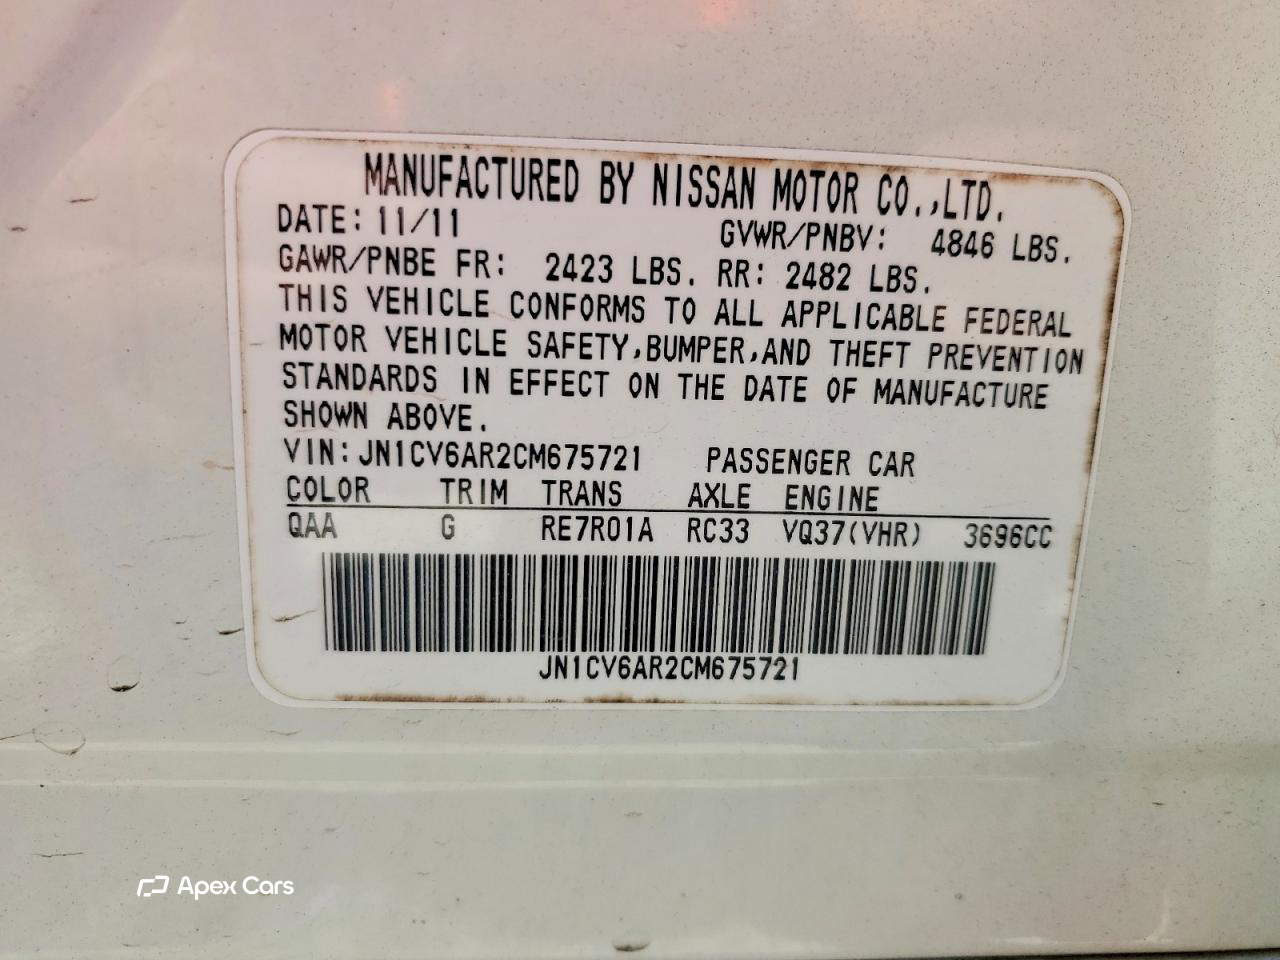 MANUFACTURED BY NISSAN MOTOR CO.,LTD.
DATE: 11/11 GVWR/PNBV: 4846 LBS.
GAWR/PNBE FR: 2423 LBS. RR: 2482 LBS.
THIS VEHICLE CONFORMS TO ALL APPLICABLE FEDERAL
MOTOR VEHICLE SAFETY,BUMPER,AND THEFT PREVENTION
STANDARDS IN EFFECT ON THE DATE OF MANUFACTURE
SHOWN ABOVE.
VIN:JN1CV6AR2CM675721 PASSENGER CAR
COLOR TRIM TRANS AXLE ENGINE
QAA G RE7R01A RC33 VQ37(VHR) 3696CC
JN1CV6AR2CM675721
Apex Cars